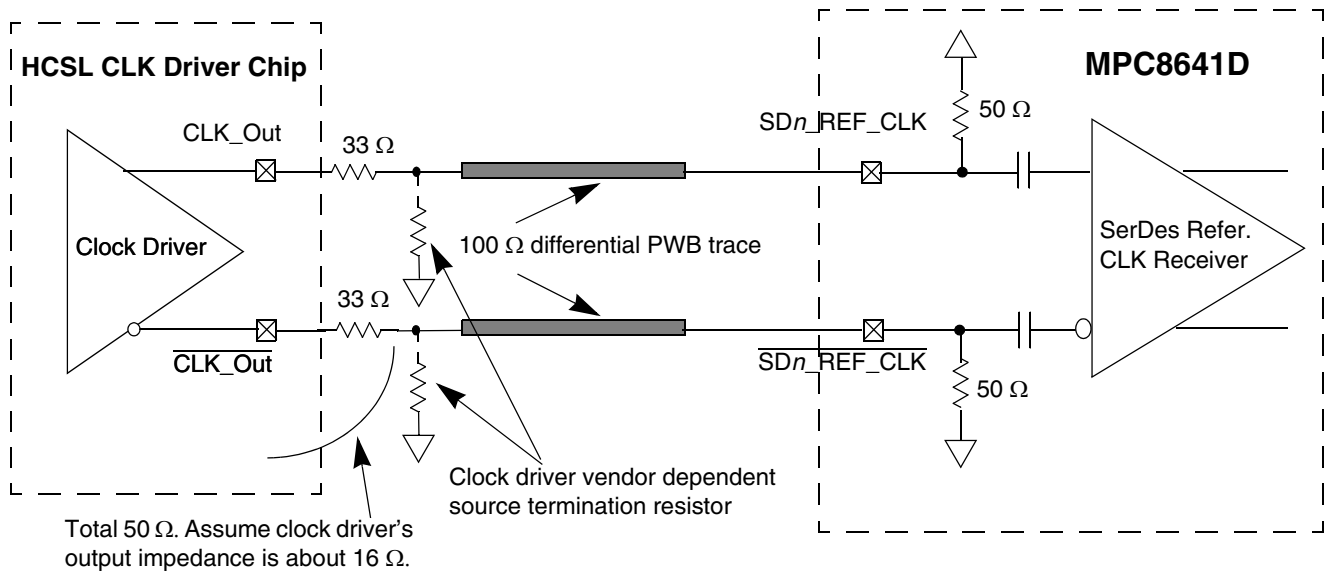 HCSL CLK Driver Chip
MPC8641D
CLK_Out
33 Ω
SDn_REF_CLK
50 Ω
Clock Driver
100 Ω differential PWB trace
SerDes Refer.
CLK Receiver
33 Ω
CLK_Out
SDn_REF_CLK
50 Ω
Clock driver vendor dependent
source termination resistor
Total 50 Ω. Assume clock driver's
output impedance is about 16 Ω.